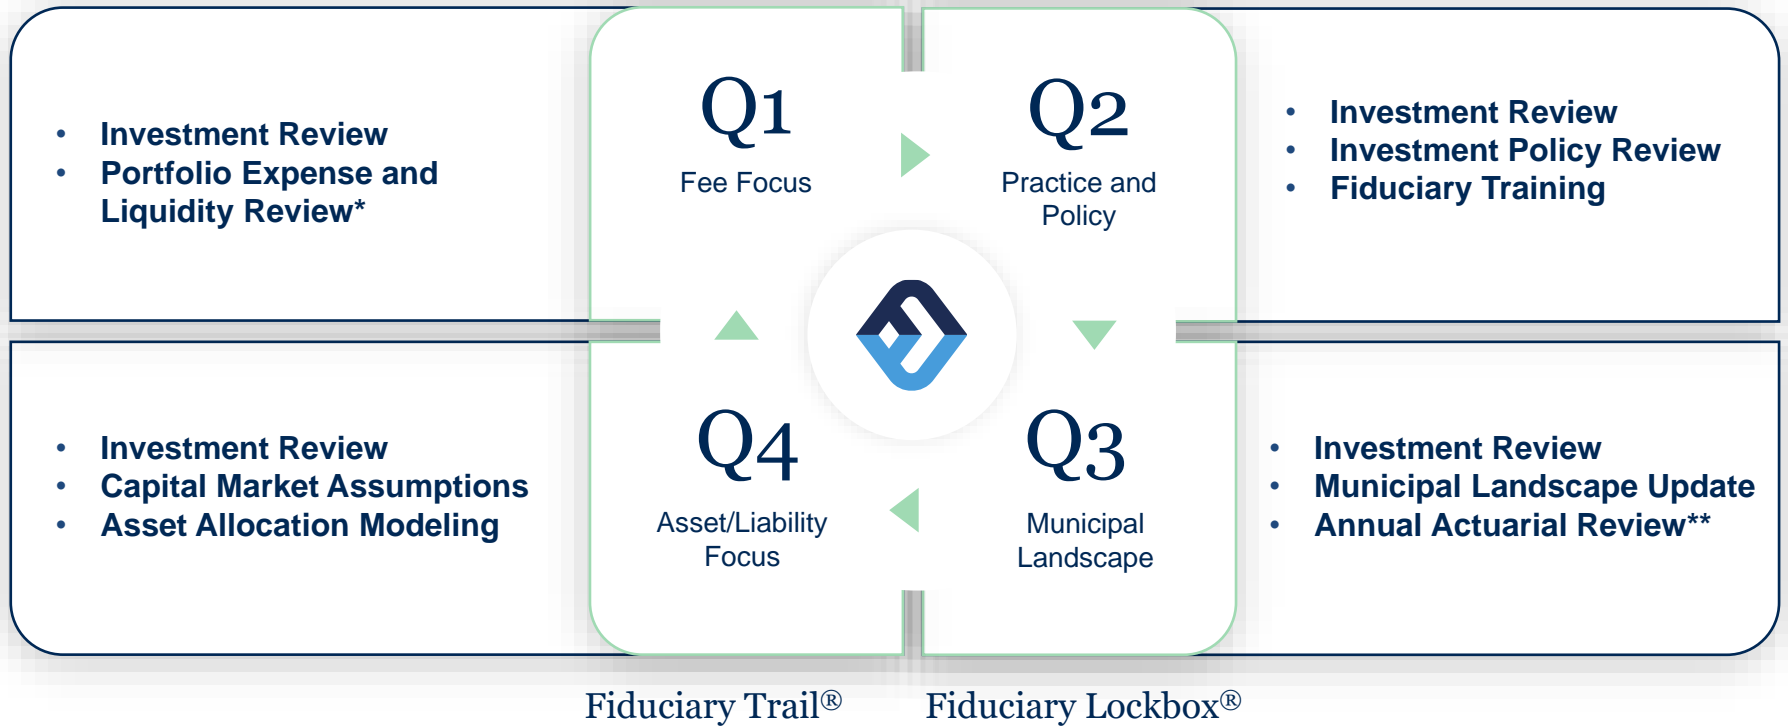 • Investment Review
• Portfolio Expense and
Liquidity Review*
Q1
Fee Focus
Q2
Practice and
Policy
• Investment Review
• Investment Policy Review
• Fiduciary Training
• Investment Review
• Capital Market Assumptions
• Asset Allocation Modeling
Q4
Asset/Liability
Focus
Q3
Municipal
Landscape
• Investment Review
• Municipal Landscape Update
• Annual Actuarial Review**
Fiduciary Trail®
Fiduciary Lockbox®